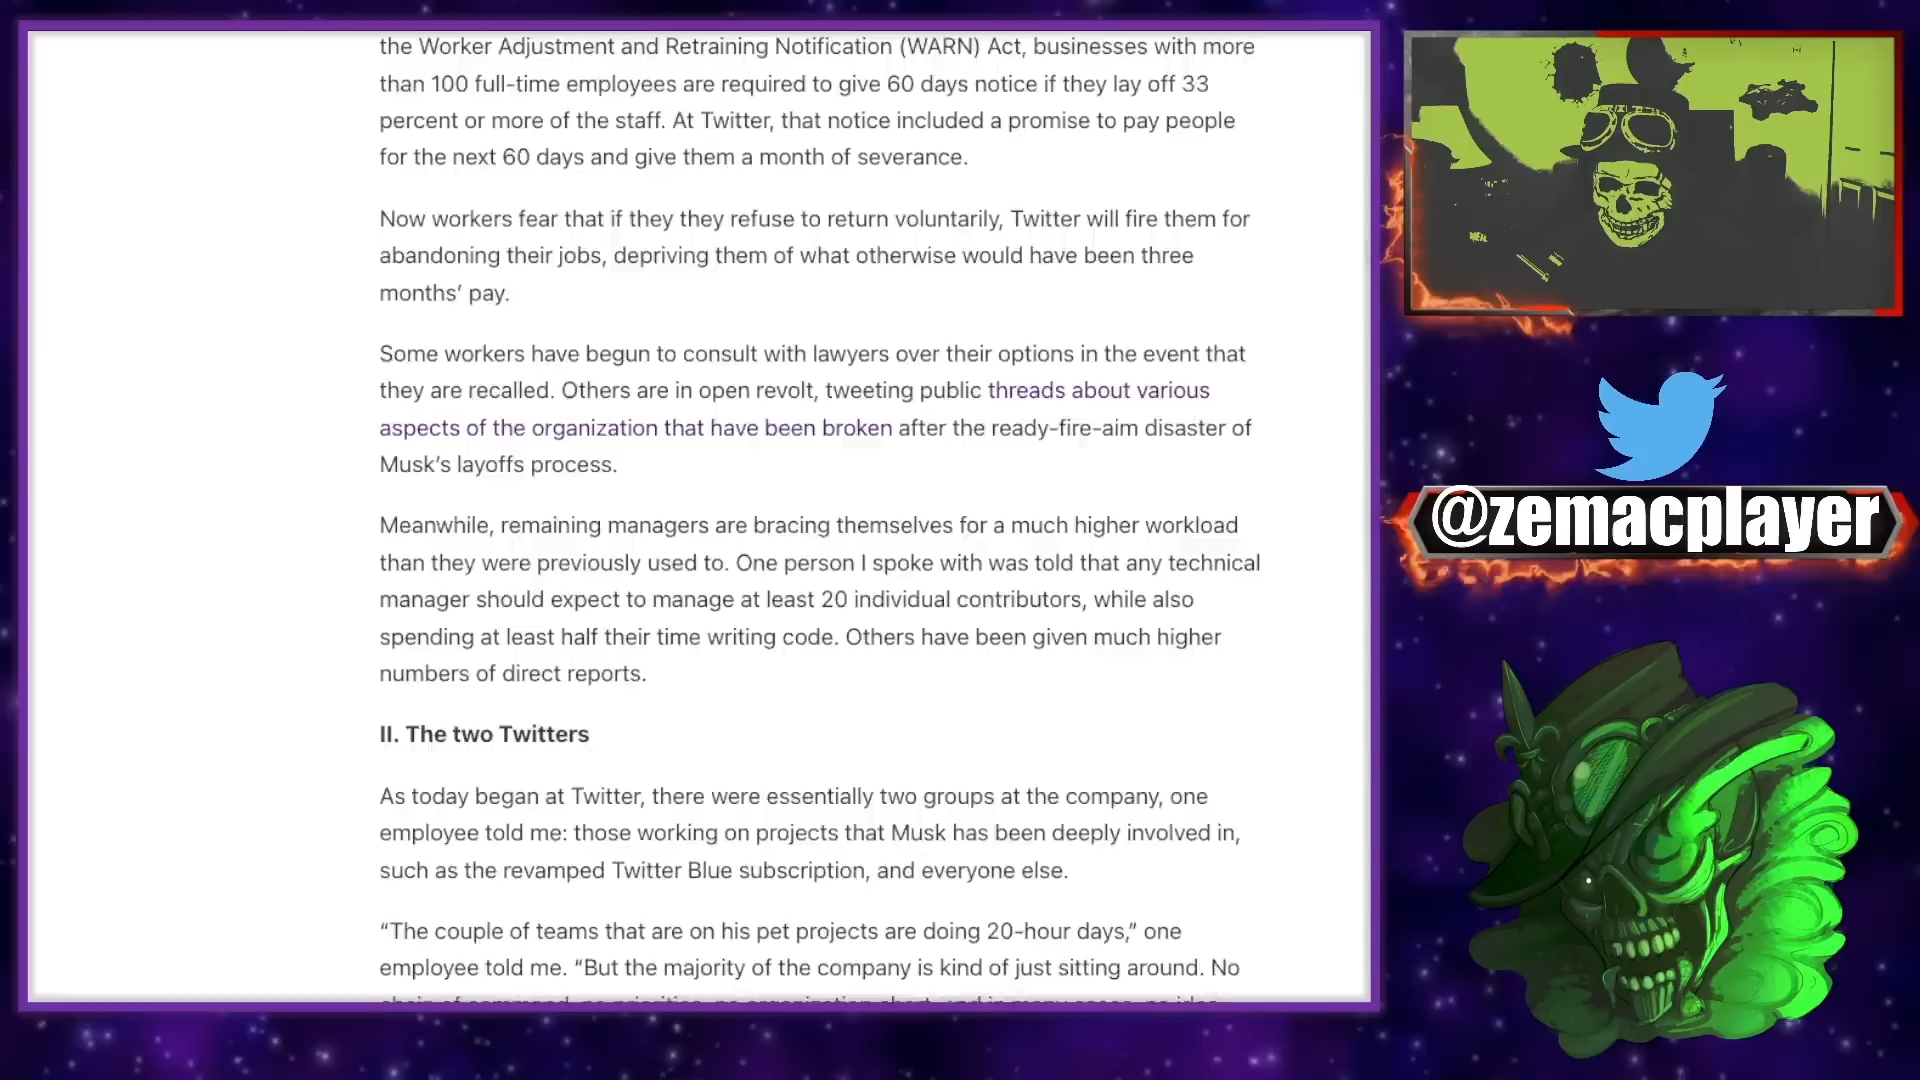 the Worker Adjustment and Retraining Notification (WARN) Act, businesses with more
than 100 full-time employees are required to give 60 days notice if they lay off 33
percent or more of the staff. At Twitter, that notice included a promise to pay people
for the next 60 days and give them a month of severance.
Now workers fear that if they they refuse to return voluntarily, Twitter will fire them for
abandoning their jobs, depriving them of what otherwise would have been three
months’ pay.
Some workers have begun to consult with lawyers over their options in the event that
they are recalled. Others are in open revolt, tweeting public threads about various
aspects of the organization that have been broken after the ready-fire-aim disaster of
Musk’s layoffs process.
Meanwhile, remaining managers are bracing themselves for a much higher workload
than they were previously used to. One person I spoke with was told that any technical
manager should expect to manage at least 20 individual contributors, while also
spending at least half their time writing code. Others have been given much higher
numbers of direct reports.
II. The two Twitters
As today began at Twitter, there were essentially two groups at the company, one
employee told me: those working on projects that Musk has been deeply involved in,
such as the revamped Twitter Blue subscription, and everyone else.
“The couple of teams that are on his pet projects are doing 20-hour days,” one
employee told me. “But the majority of the company is kind of just sitting around. No
@zemacplayer